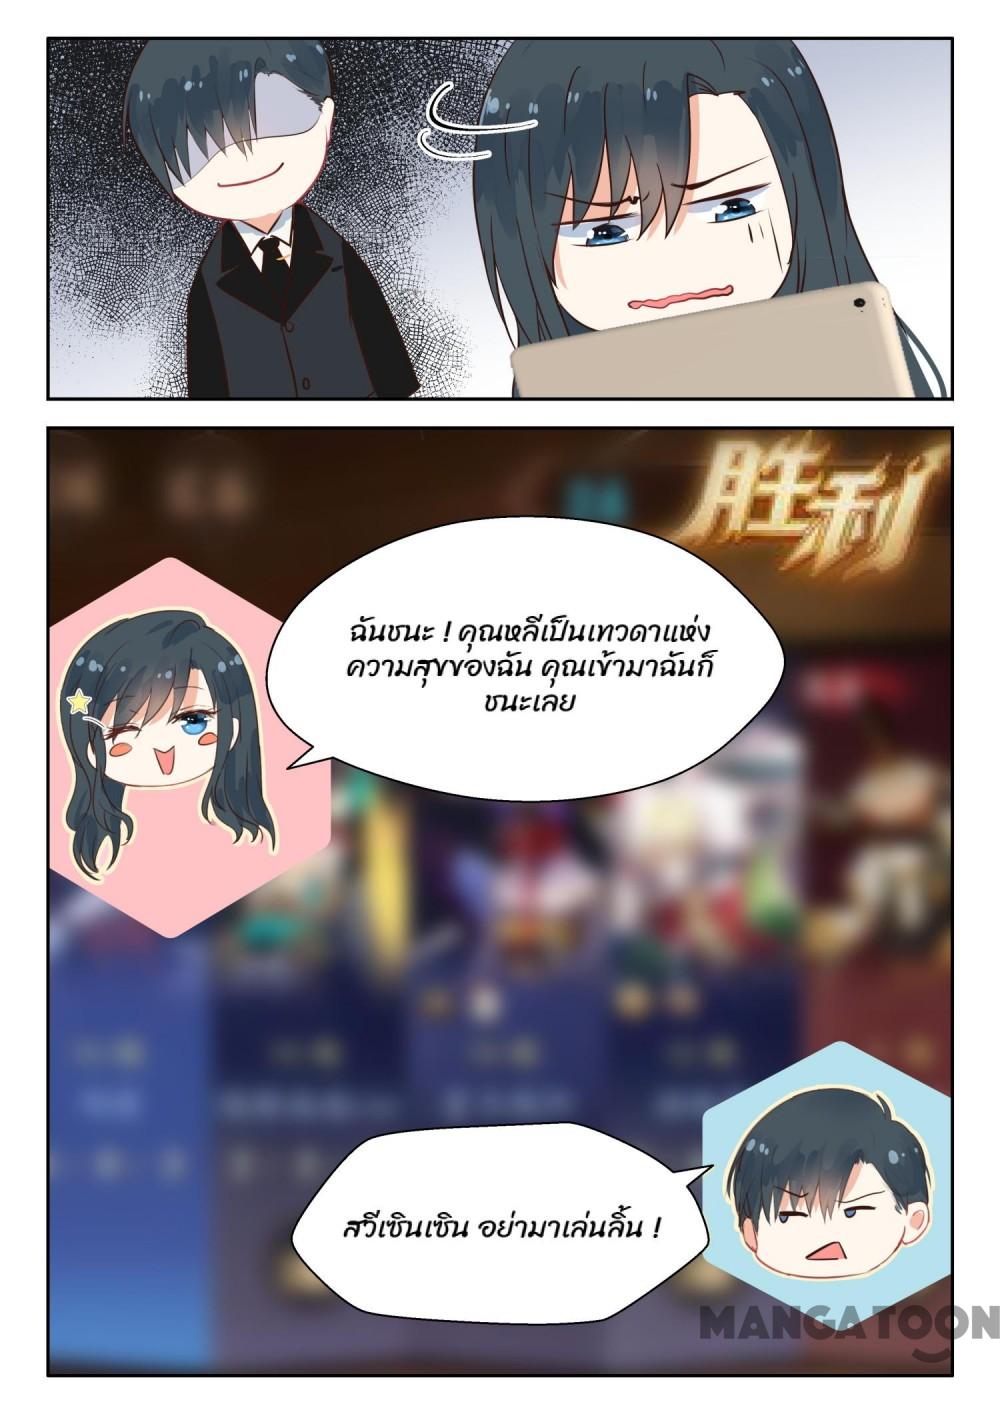 胜利
ฉันชนะ ! คุณหลีเป็นเทวดาแห่ง
ความสุขของฉัน คุณเข้ามาฉันก็
ชนะเลย
สวีเซินเซิน อย่ามาเล่นลิ้น !
MANGATOON